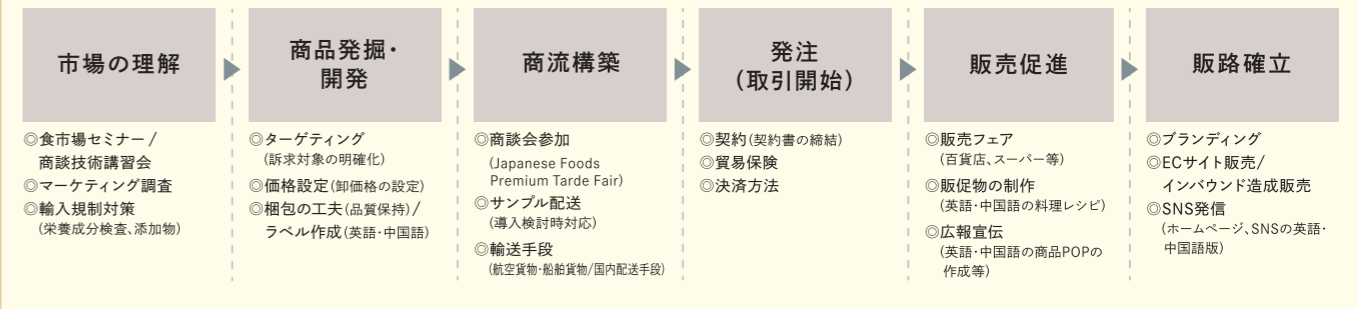 市場の理解
◎食市場セミナー/
商談技術講習会
◎マーケティング調査
◎輸入規制対策
(栄養成分検査、添加物)
商品発掘・
開発
◎ターゲティング
(訴求対象の明確化)
◎価格設定(卸価格の設定)
◎梱包の工夫(品質保持)/
ラベル作成(英語・中国語)
商流構築
◎商談会参加
(Japanese Foods
Premium Tarde Fair)
◎サンプル配送
(導入検討時対応)
◎輸送手段
(航空貨物・船舶貨物/国内配送手段)
発注
(取引開始)
◎契約(契約書の締結)
◎貿易保険
◎決済方法
販売促進
◎販売フェア
(百貨店、スーパー等)
◎販促物の制作
(英語・中国語の料理レシピ)
◎広報宣伝
(英語・中国語の商品POPの
作成等)
販路確立
◎ブランディング
◎ECサイト販売/
インバウンド造成販売
◎SNS発信
(ホームページ、SNSの英語・
中国語版)